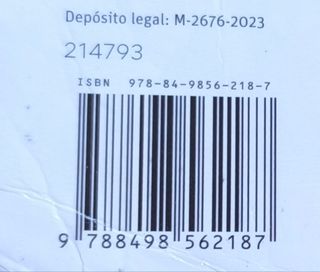 Depósito legal: M-2676-2023
214793
ISBN 978-84-9856-218-7
9 788498 562187